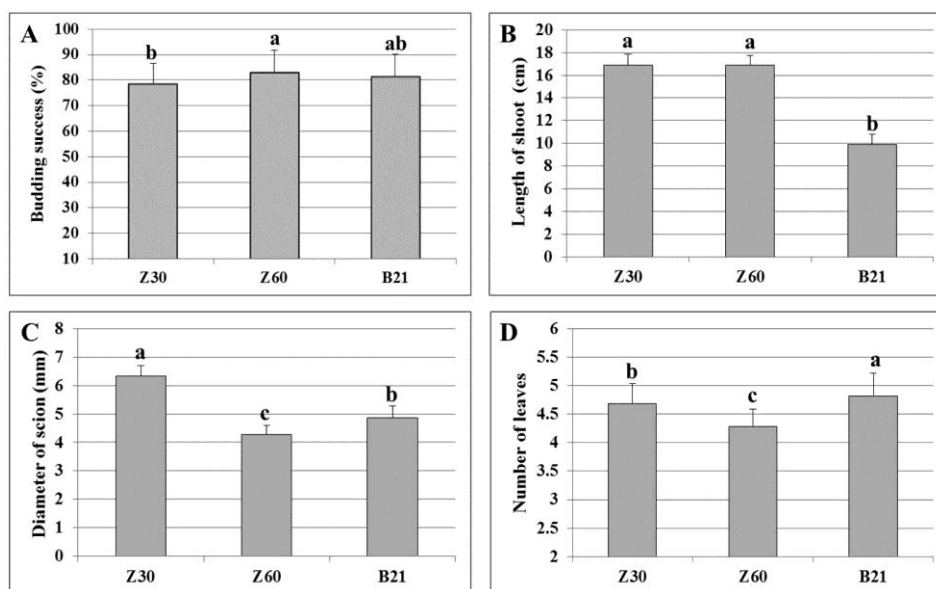 A
Budding success (%)
100
90
80
70
60
50
40
30
20
10
b
a
ab
Z30
Z60
B21
B
Length of shoot (cm)
20
18
16
14
12
10
8
6
4
2
0
a
a
b
Z30
Z60
B21
C
Diameter of scion (mm)
8
7
6
5
4
3
2
1
0
a
c
b
Z30
Z60
B21
D
Number of leaves
6
5.5
5
4.5
4
3.5
3
2.5
2
b
c
a
Z30
Z60
B21